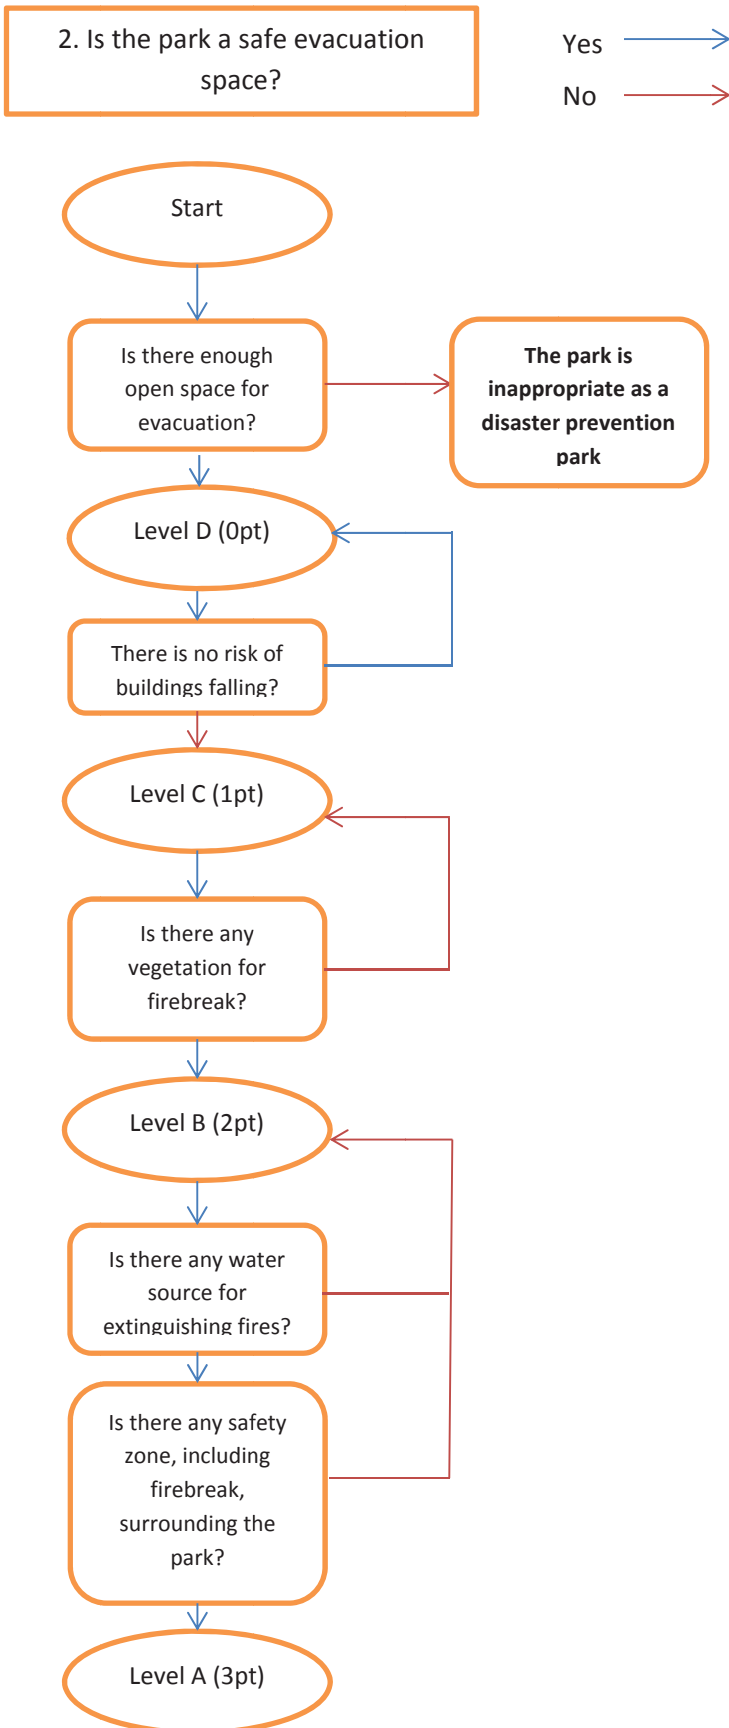 2. Is the park a safe evacuation
space?
Yes
No
Start
Is there enough
open space for
evacuation?
The park is
inappropriate as a
disaster prevention
park
Level D (0pt)
There is no risk of
buildings falling?
Level C (1pt)
Is there any
vegetation for
firebreak?
Level B (2pt)
Is there any water
source for
extinguishing fires?
Is there any safety
zone, including
firebreak,
surrounding the
park?
Level A (3pt)